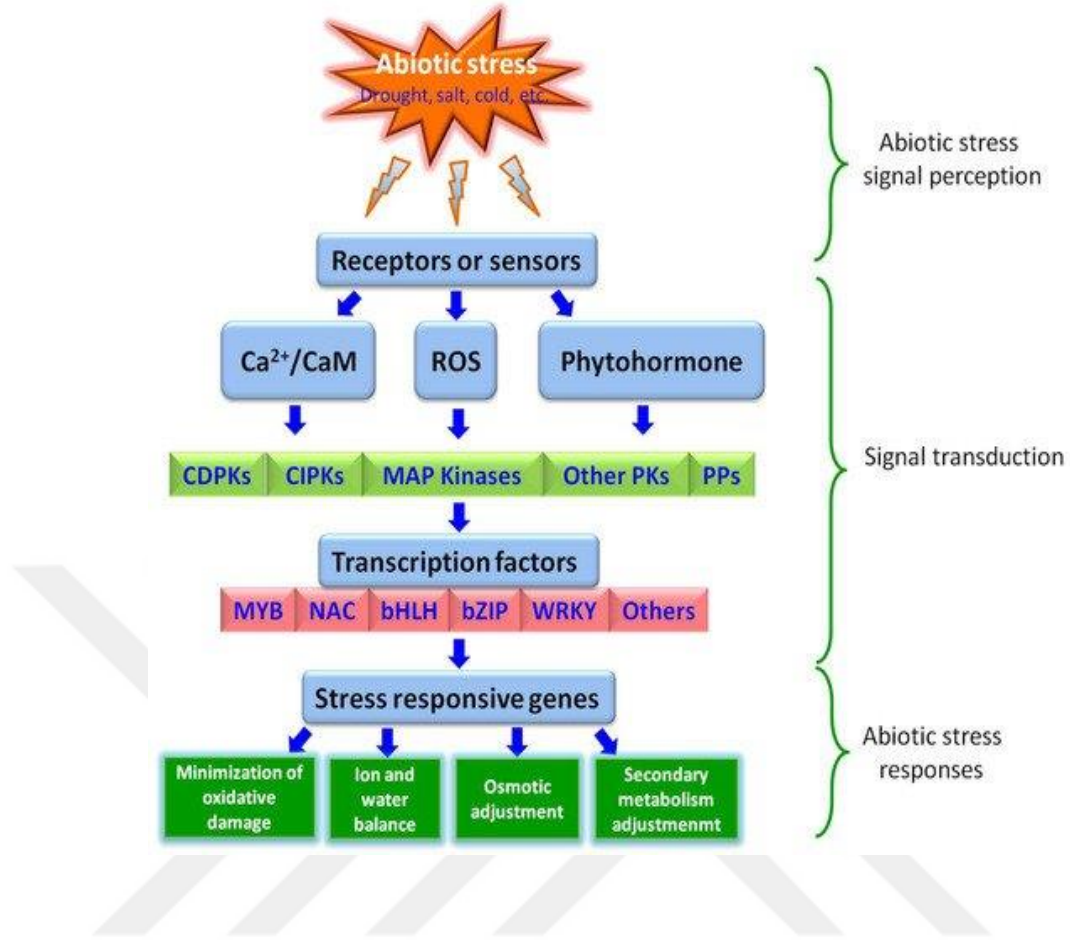 Abiotic stress
Drought, salt, cold, etc.
Abiotic stress
signal perception
Receptors or sensors
Ca²⁺/CaM
ROS
Phytohormone
CDPKs
CIPKs
MAP Kinases
Other PKs
PPs
Signal transduction
Transcription factors
MYB
NAC
bHLH
bZIP
WRKY
Others
Stress responsive genes
Minimization of
oxidative
damage
Ion and
water
balance
Osmotic
adjustment
Secondary
metabolism
adjustmenmt
Abiotic stress
responses